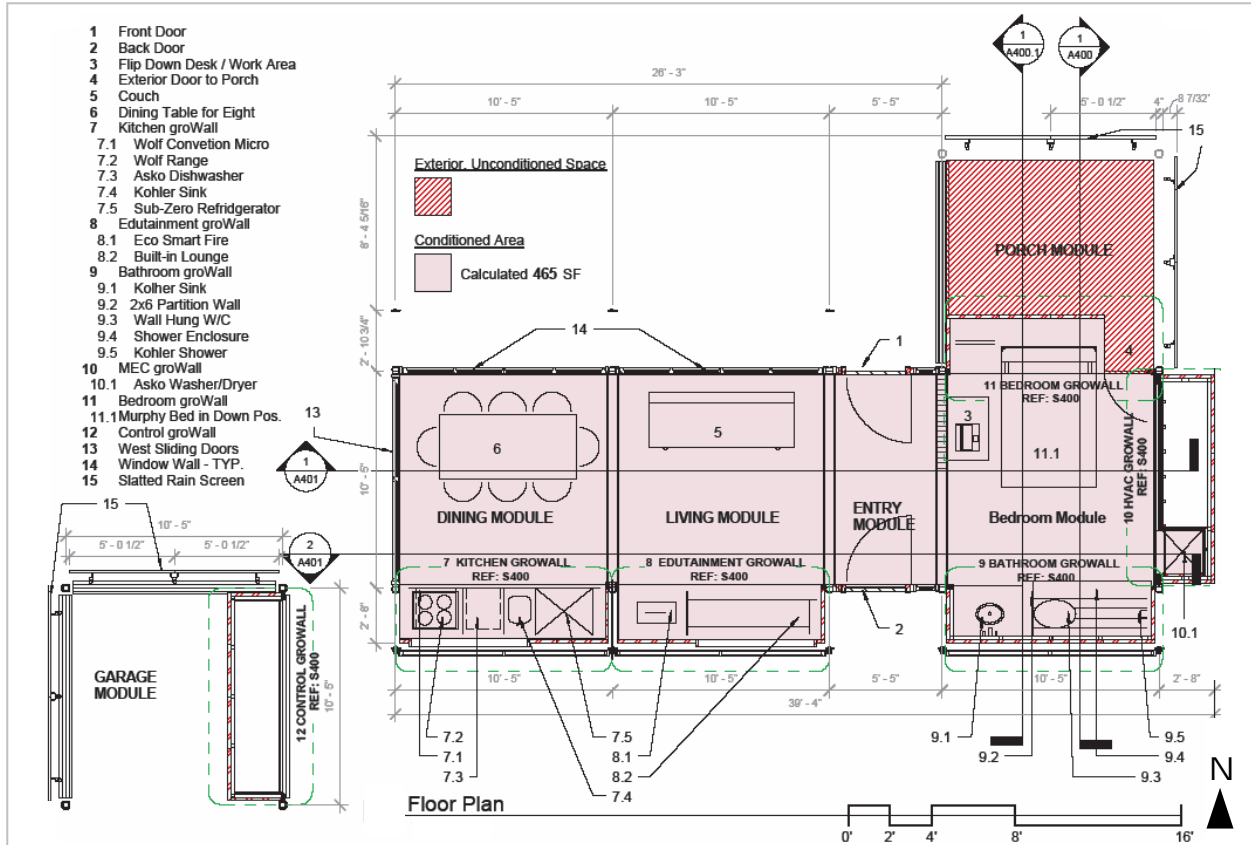 1 Front Door
2 Back Door
3 Flip Down Desk / Work Area
4 Exterior Door to Porch
5 Couch
6 Dining Table for Eight
7 Kitchen groWall
7.1 Wolf Convetion Micro
7.2 Wolf Range
7.3 Asko Dishwasher
7.4 Kohler Sink
7.5 Sub-Zero Refridgerator
8 Edutainment groWall
8.1 Eco Smart Fire
8.2 Built-in Lounge
9 Bathroom groWall
9.1 Kolher Sink
9.2 2x6 Partition Wall
9.3 Wall Hung W/C
9.4 Shower Enclosure
9.5 Kohler Shower
10 MEC groWall
10.1 Asko Washer/Dryer
11 Bedroom groWall
11.1 Murphy Bed in Down Pos.
12 Control groWall
13 West Sliding Doors
14 Window Wall - TYP.
15 Slatted Rain Screen
1 A400.1
1 A400
26' - 3"
10' - 5" 10' - 5" 5' - 5" 5' - 0 1/2" 4" 8 7/32'
15
Exterior, Unconditioned Space
Conditioned Area
Calculated 465 SF
8' - 4 5/16"
2' - 10 3/4"
10' - 5"
2' - 8"
PORCH MODULE
14
1
4
11 BEDROOM GROWALL
REF: S400
13
6
5
3
11.1
10 HVAC GROWALL
REF: S400
1 A401
DINING MODULE
LIVING MODULE
ENTRY
MODULE
Bedroom Module
7 KITCHEN GROWALL
REF: S400
8 EDUTAINMENT GROWALL
REF: S400
9 BATHROOM GROWALL
REF: S400
2
10.1
15
10' - 5"
5' - 0 1/2" 5' - 0 1/2"
2 A401
GARAGE
MODULE
12 CONTROL GROWALL
REF: S400
10' - 5"
10' - 5" 10' - 5" 5' - 5" 10' - 5" 2' - 8"
39' - 4"
7.2
7.1
7.3
7.5
8.1
8.2
7.4
9.1
9.2
9.5
9.4
9.3
Floor Plan
N
0' 2' 4' 8' 16'